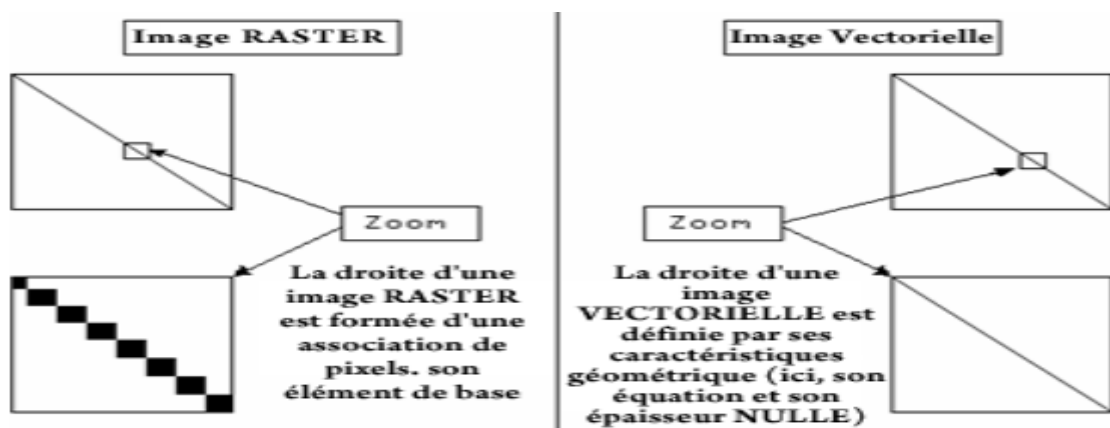 Image RASTER
Zoom
La droite d'une
image RASTER
est formée d'une
association de
pixels. son
élément de base
Image Vectorielle
Zoom
La droite d'une
image
VECTORIELLE est
définie par ses
caractéristiques
géométrique (ici, son
équation et son
épaisseur NULLE)